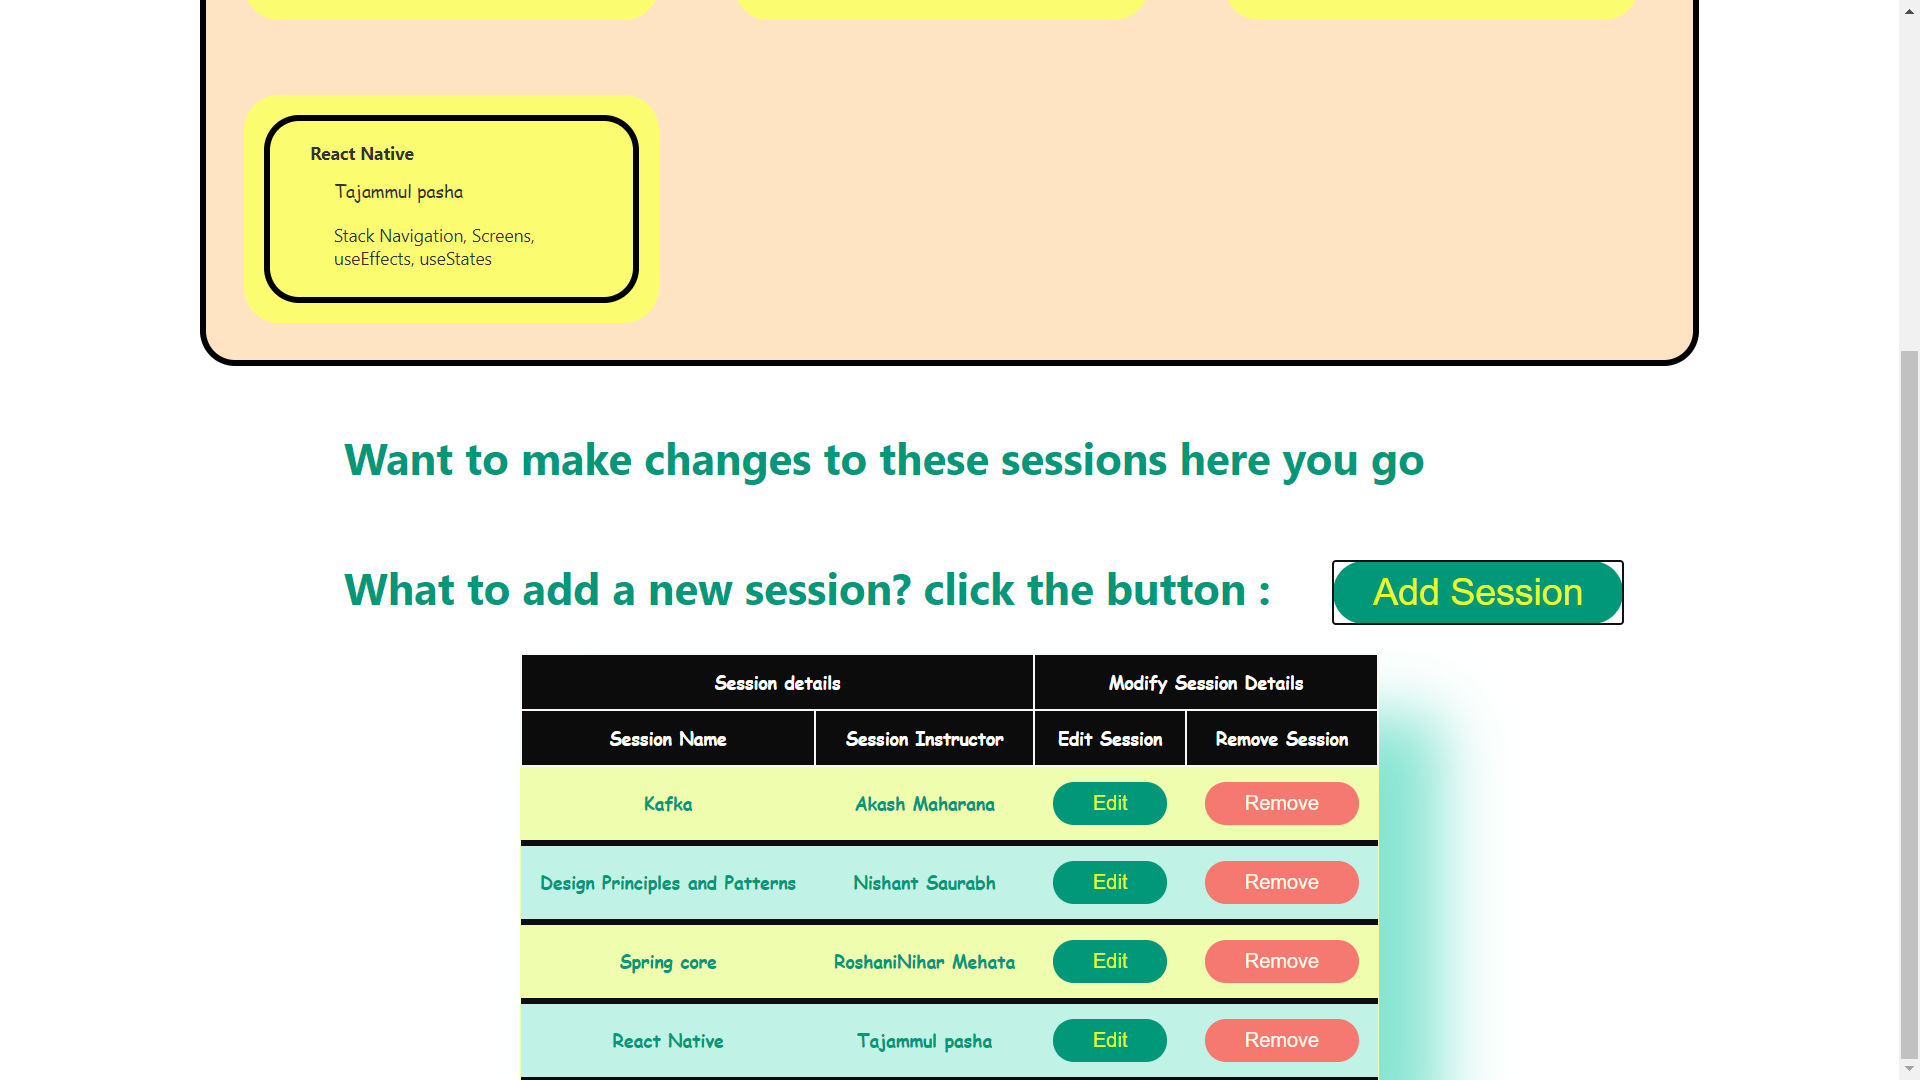 React Native
Tajammul pasha
Stack Navigation, Screens,
useEffects, useStates
Want to make changes to these sessions here you go
What to add a new session? click the button :
Add Session
Session details Modify Session Details
Session Name Session Instructor Edit Session Remove Session
Kafka Akash Maharana Edit Remove
Design Principles and Patterns Nishant Saurabh Edit Remove
Spring core RoshaniNihar Mehata Edit Remove
React Native Tajammul pasha Edit Remove